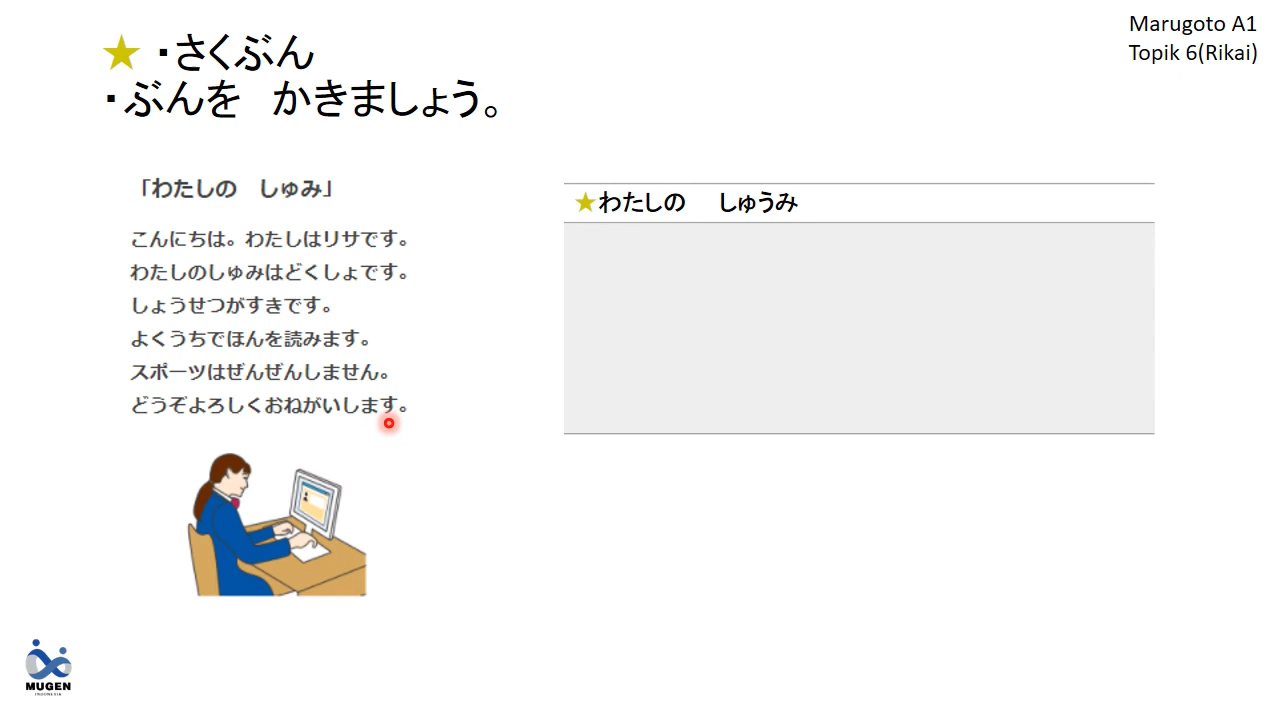 ★・さくぶん
・ぶんを　かきましょう。
Marugoto A1
Topik 6(Rikai)
「わたしの　しゅみ」
こんにちは。わたしはリサです。
わたしのしゅみはどくしょです。
しょうせつがすきです。
よくうちでほんを読みます。
スポーツはぜんぜんしません。
どうぞよろしくおねがいします。
★わたしの　しゅうみ
MUGEN
INDONESIA